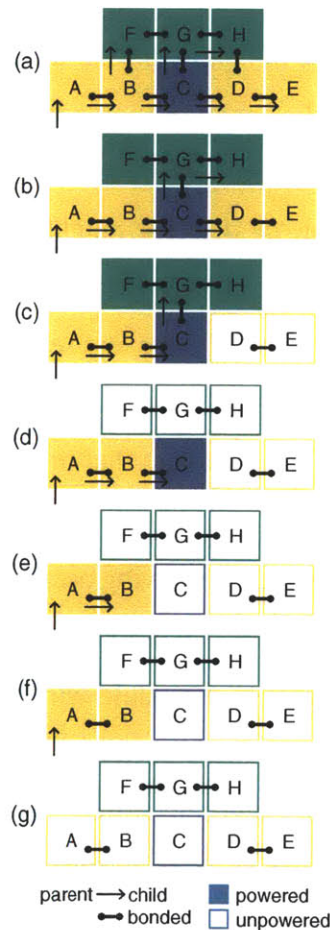 F G H
(a)
A B C D E
F G H
(b)
A B C D E
F G H
(c)
A B C D E
F G H
(d)
A B C D E
F G H
(e)
A B C D E
F G H
(f)
A B C D E
F G H
(g)
A B C D E
parent child powered
bonded unpowered